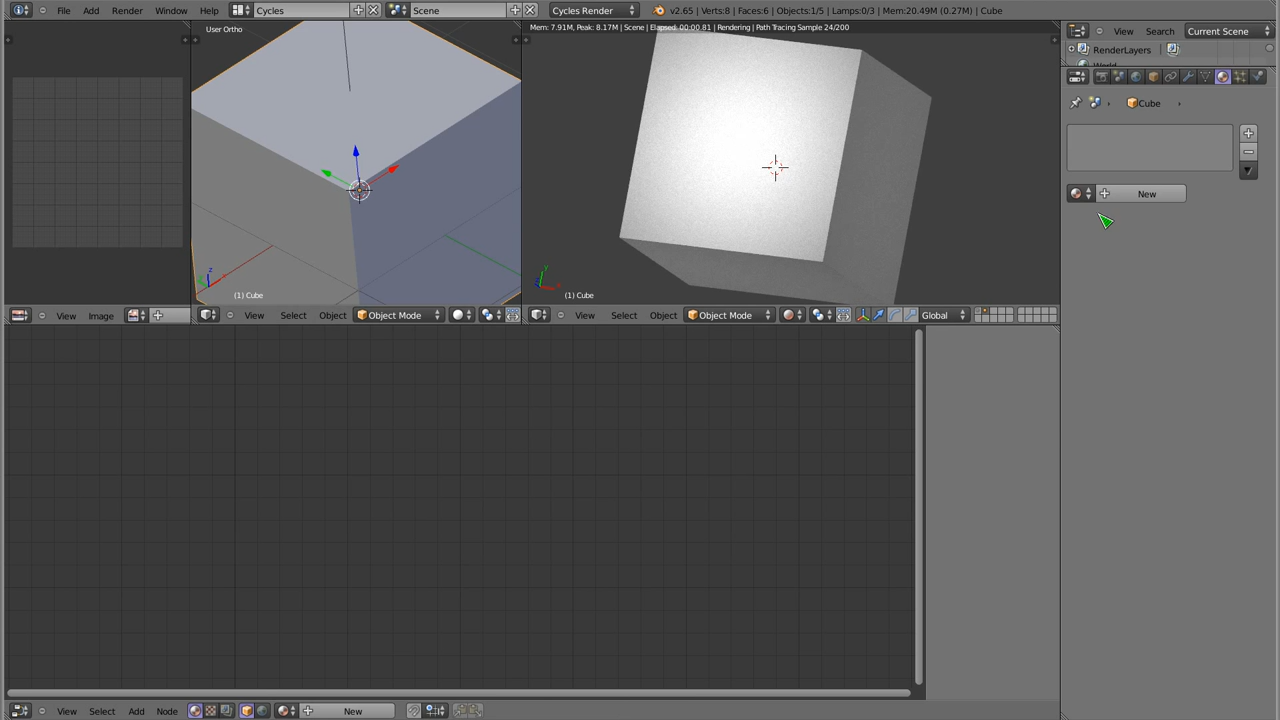 File Add Render Window Help Cycles Scene Cycles Render v2.65 | Verts:8 | Faces:6 | Objects:1/5 | Lamps:0/3 | Mem:20.49M (0.27M) | Cube
User Ortho
Mem: 7.91M, Peak: 8.17M | Scene | Elapsed: 00:00.81 | Rendering | Path Tracing Sample 24/200
View Search Current Scene
RenderLayers
World
Cube
New
(1) Cube
(1) Cube
View Image
View Select Object Object Mode
View Select Object Object Mode Global
View Select Add Node New